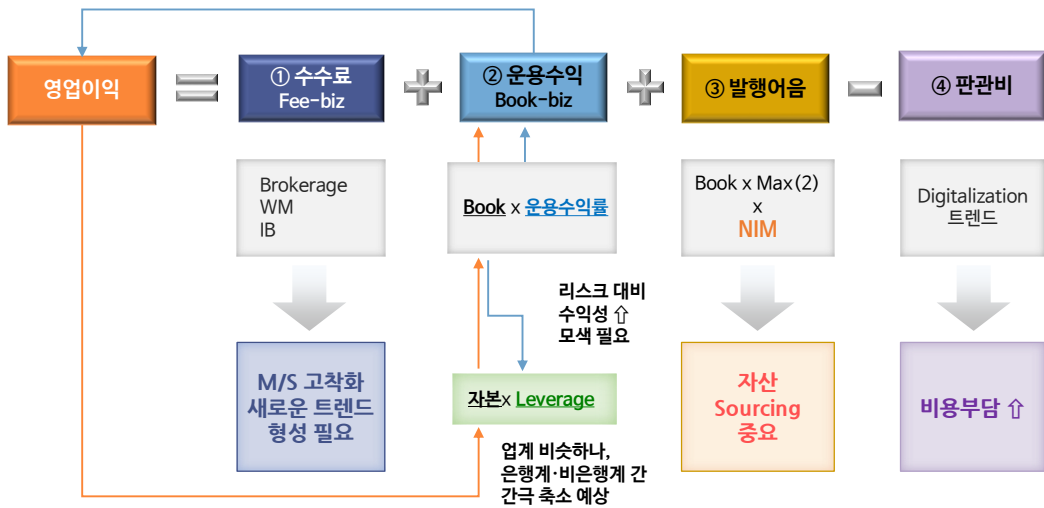 영업이익
=
① 수수료
Fee-biz
+
② 운용수익
Book-biz
+
③ 발행어음
-
④ 판관비
Brokerage
WM
IB
Book x 운용수익률
Book x Max(2)
x
NIM
Digitalization
트렌드
리스크 대비
수익성 ⇧
모색 필요
M/S 고착화
새로운 트렌드
형성 필요
자본x Leverage
자산
Sourcing
중요
비용부담 ⇧
업계 비슷하나,
은행계·비은행계 간
간극 축소 예상